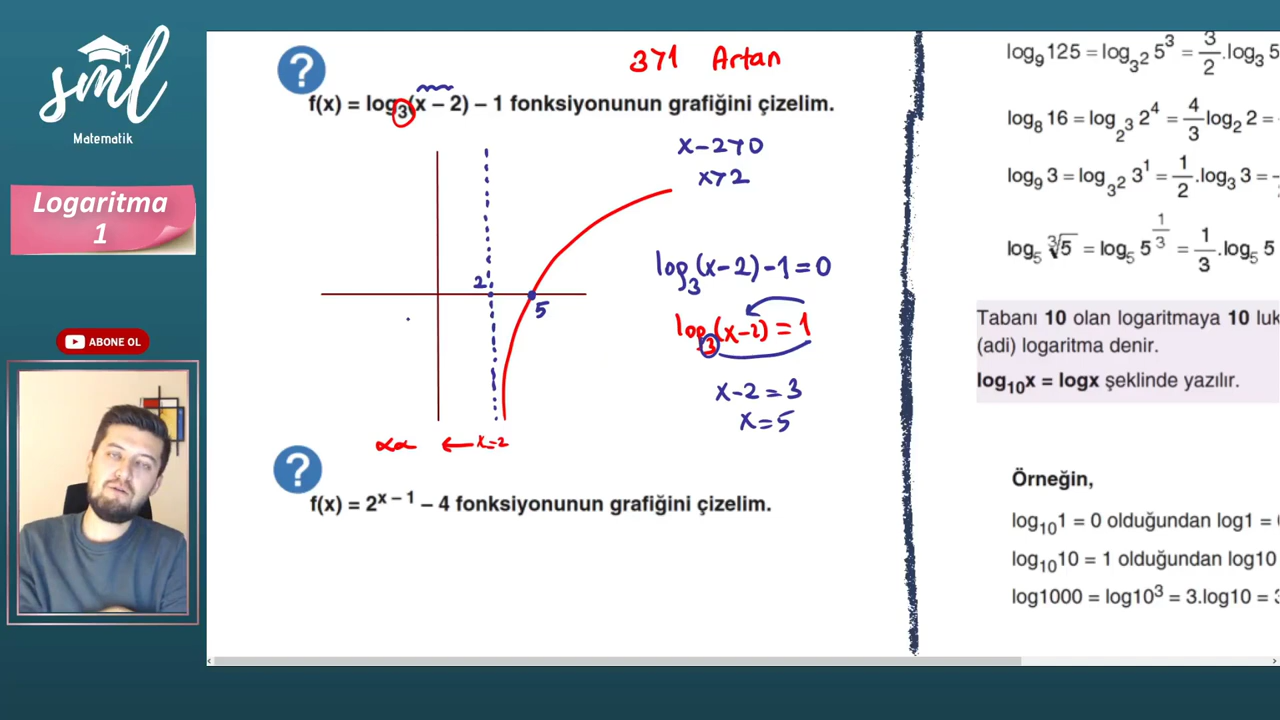 sml
Matematik
Logaritma
1
ABONE OL
371 Artan
f(x) = log₃(x – 2) – 1 fonksiyonunun grafiğini çizelim.
x-2>0
x>2
2
5
log₃(x-2)-1=0
log₃(x-2)=1
x-2=3
x=5
x=2
f(x) = 2ˣ⁻¹ – 4 fonksiyonunun grafiğini çizelim.
log₉ 125 = log₃² 5³ = 3/2 .log₃ 5
log₈ 16 = log₂³ 2⁴ = 4/3 log₂ 2 =
log₉ 3 = log₃² 3¹ = 1/2 .log₃ 3 =
log₅ ∛5 = log₅ 5^(1/3) = 1/3 .log₅ 5
Tabanı 10 olan logaritmaya 10 luk
(adi) logaritma denir.
log₁₀x = logx şeklinde yazılır.
Örneğin,
log₁₀1 = 0 olduğundan log1 =
log₁₀10 = 1 olduğundan log10
log1000 = log10³ = 3.log10 = 3